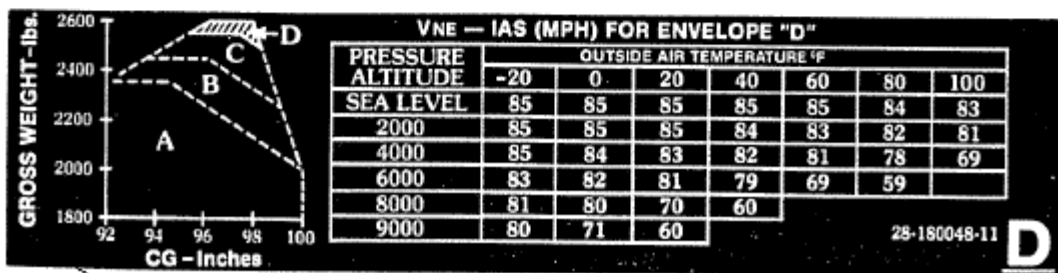 VNE — IAS (MPH) FOR ENVELOPE "D"
PRESSURE ALTITUDE OUTSIDE AIR TEMPERATURE °F
-20 0 20 40 60 80 100
SEA LEVEL 85 85 85 85 85 84 83
2000 85 85 85 84 83 82 81
4000 85 84 83 82 81 78 69
6000 83 82 81 79 69 59
8000 81 80 70 60
9000 80 71 60
28-180048-11 D
GROSS WEIGHT-lbs.
2600
2400
2200
2000
1800
92 94 96 98 100
CG-Inches
A
B
C
D